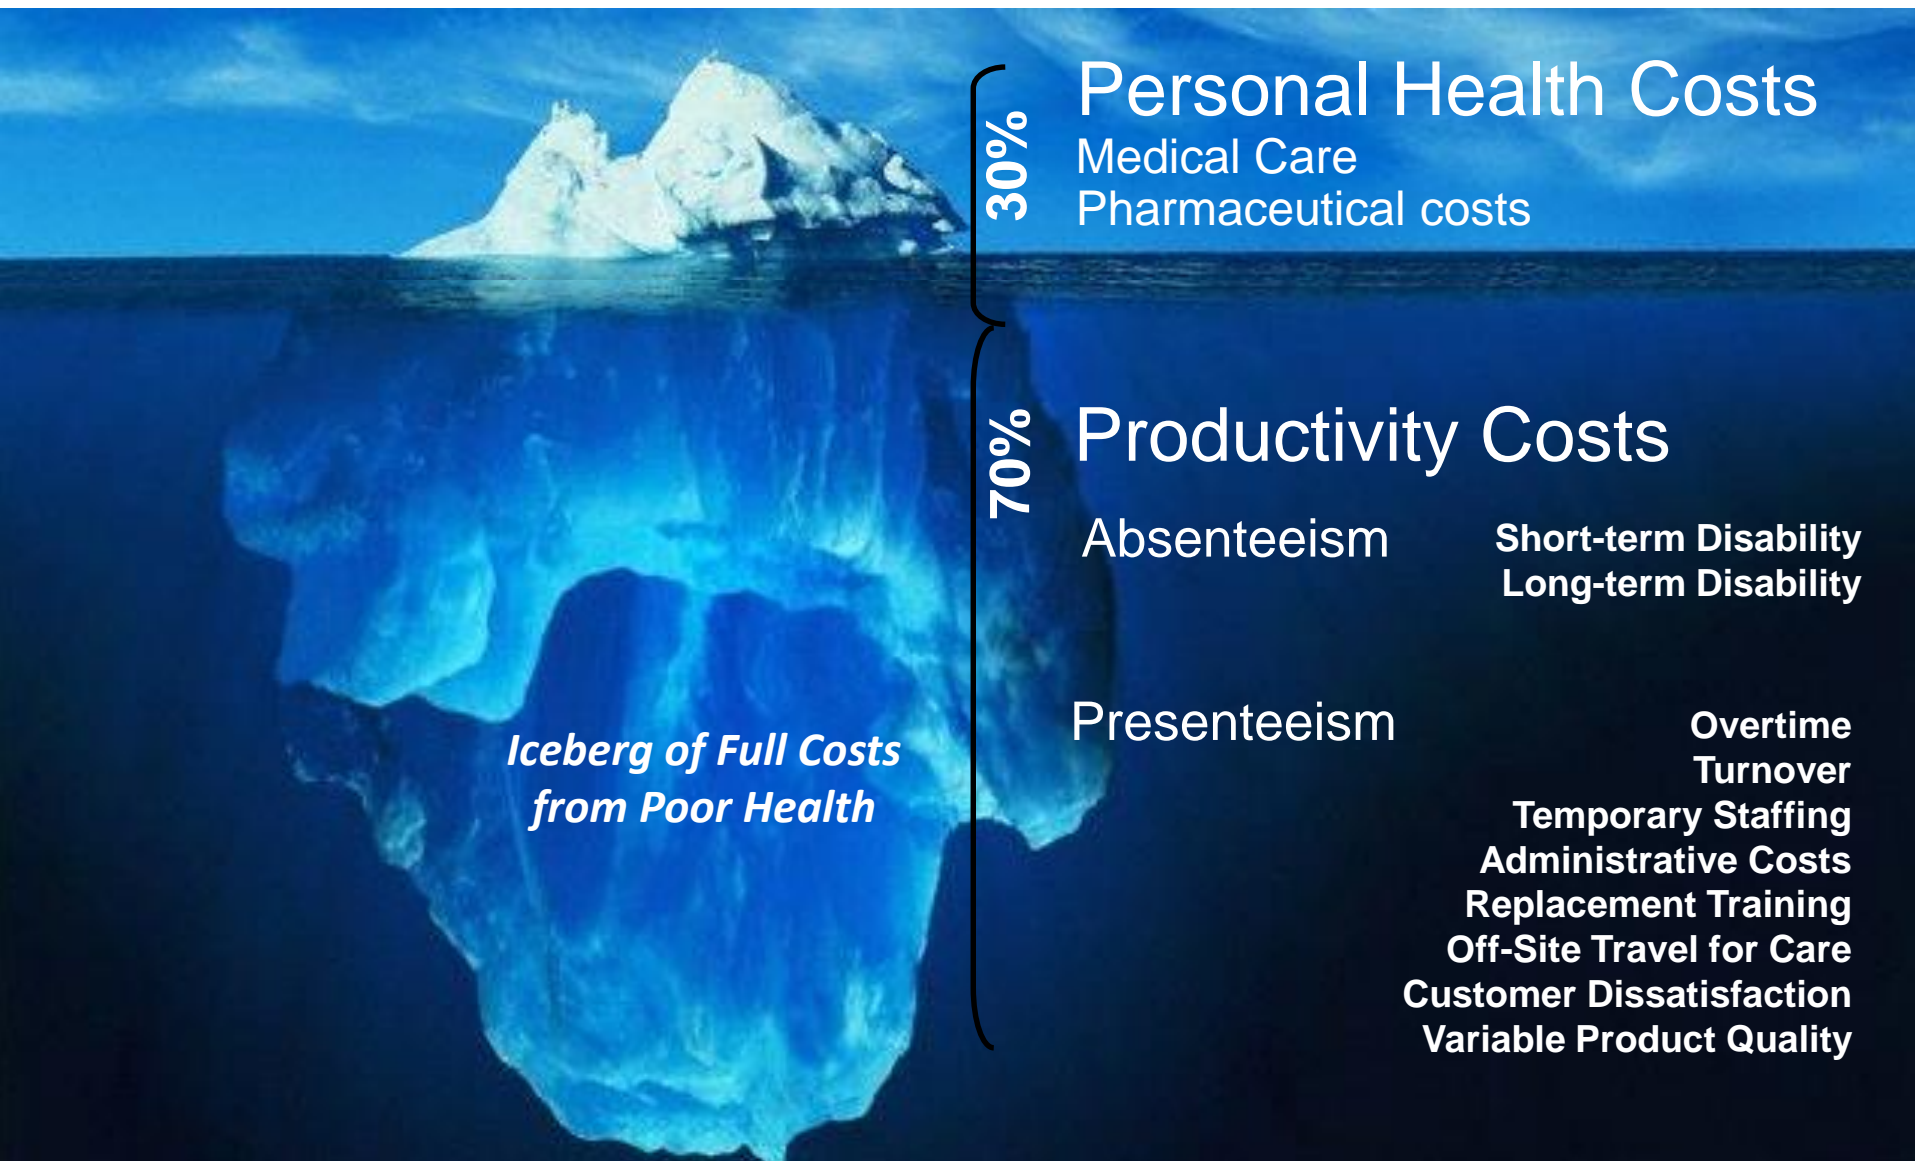 30%
Personal Health Costs
Medical Care
Pharmaceutical costs
70%
Productivity Costs
Absenteeism
Short-term Disability
Long-term Disability
Presenteeism
Overtime
Turnover
Temporary Staffing
Administrative Costs
Replacement Training
Off-Site Travel for Care
Customer Dissatisfaction
Variable Product Quality
Iceberg of Full Costs
from Poor Health